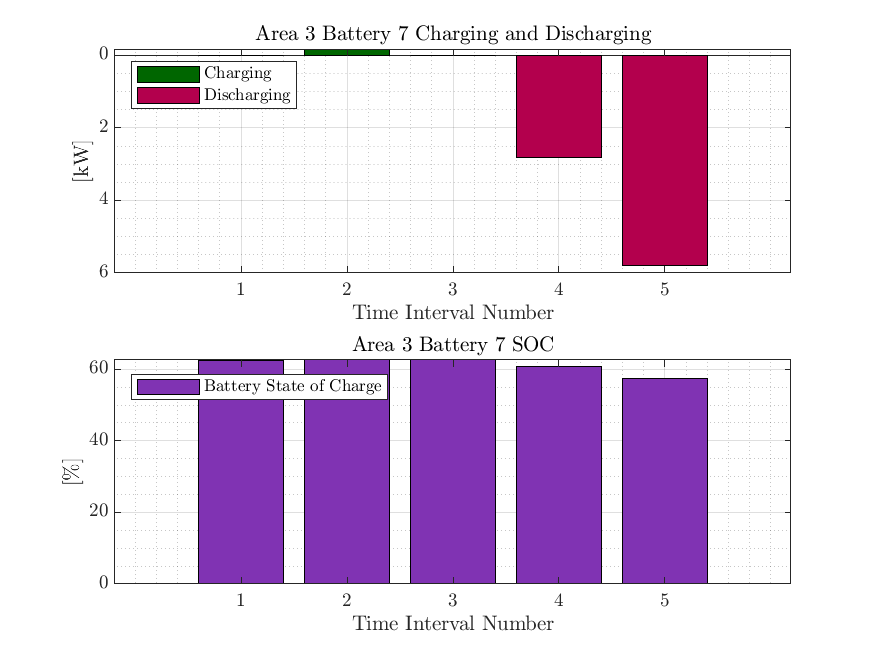 Area 3 Battery 7 Charging and Discharging
0
2
4
6
[kW]
Charging
Discharging
1 2 3 4 5
Time Interval Number
Area 3 Battery 7 SOC
60
40
20
0
[%]
Battery State of Charge
1 2 3 4 5
Time Interval Number